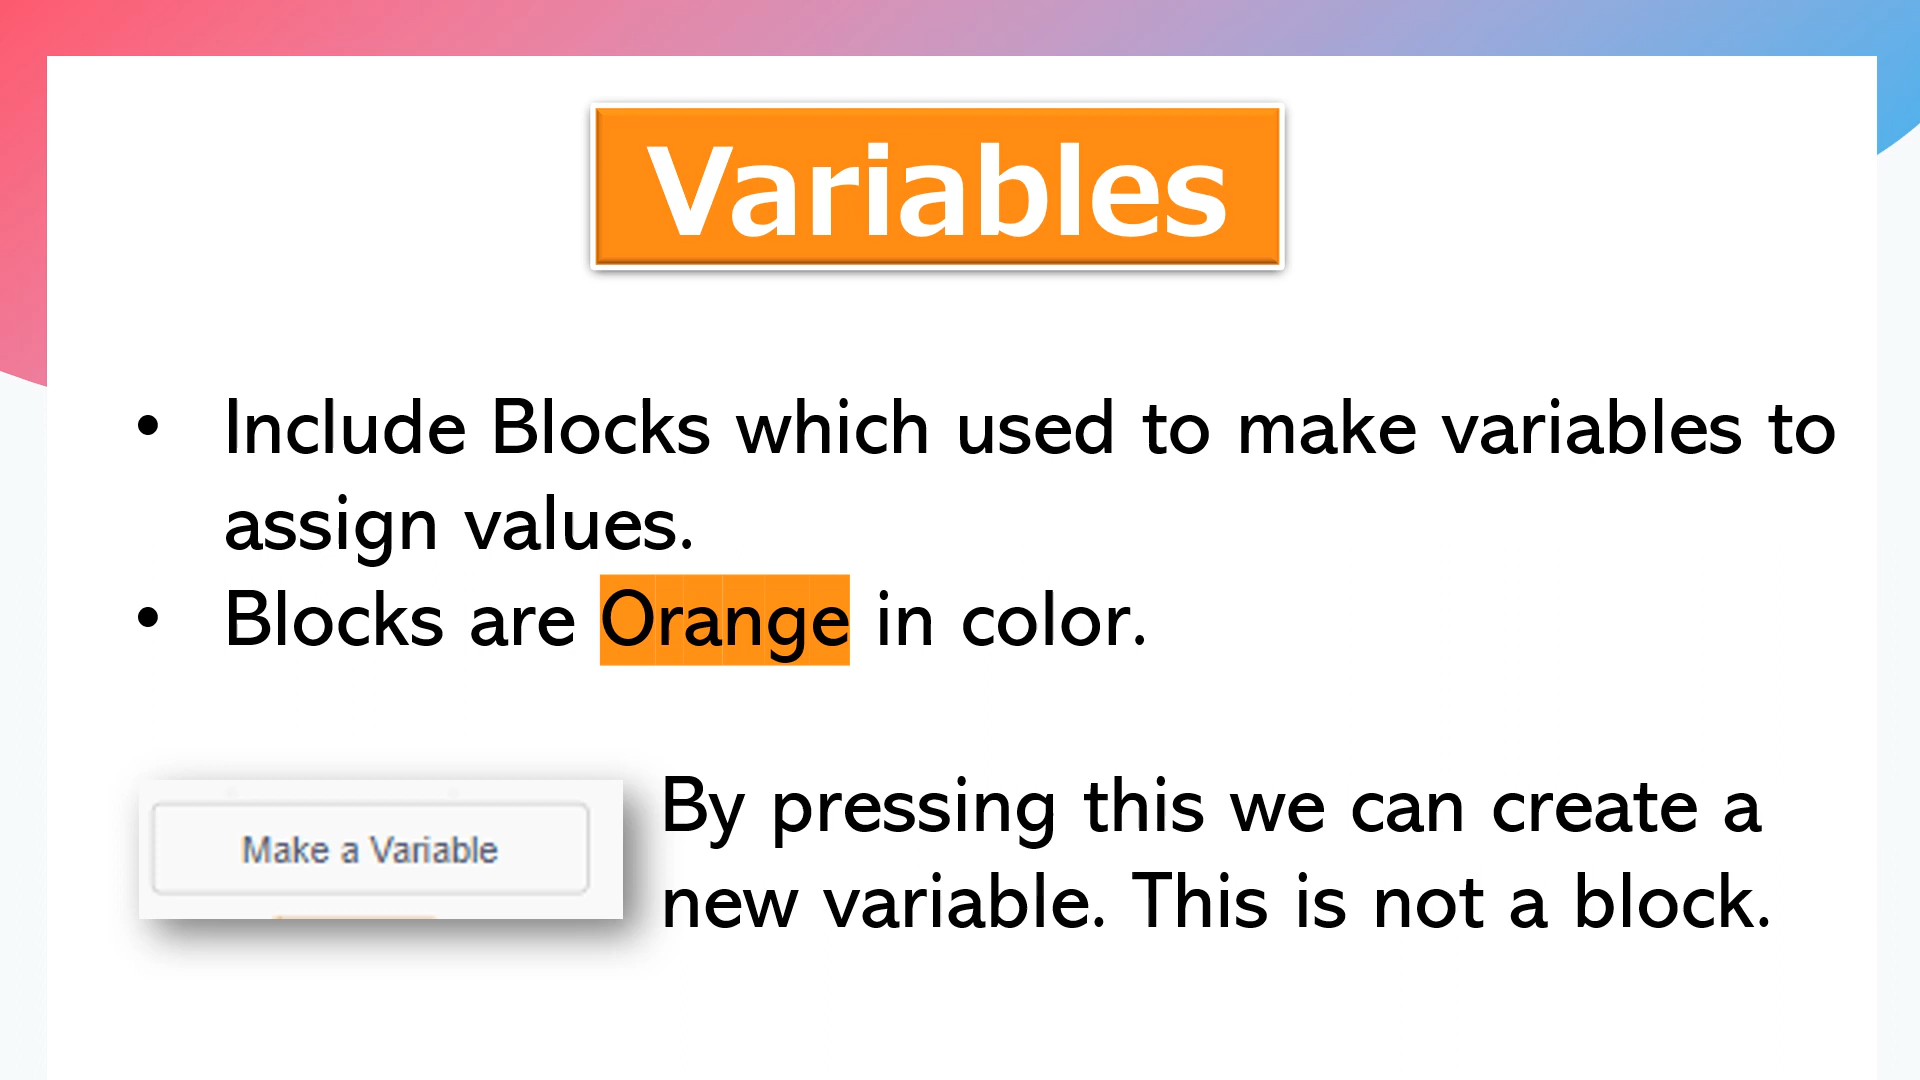 Variables
• Include Blocks which used to make variables to
assign values.
• Blocks are Orange in color.
Make a Variable
By pressing this we can create a
new variable. This is not a block.